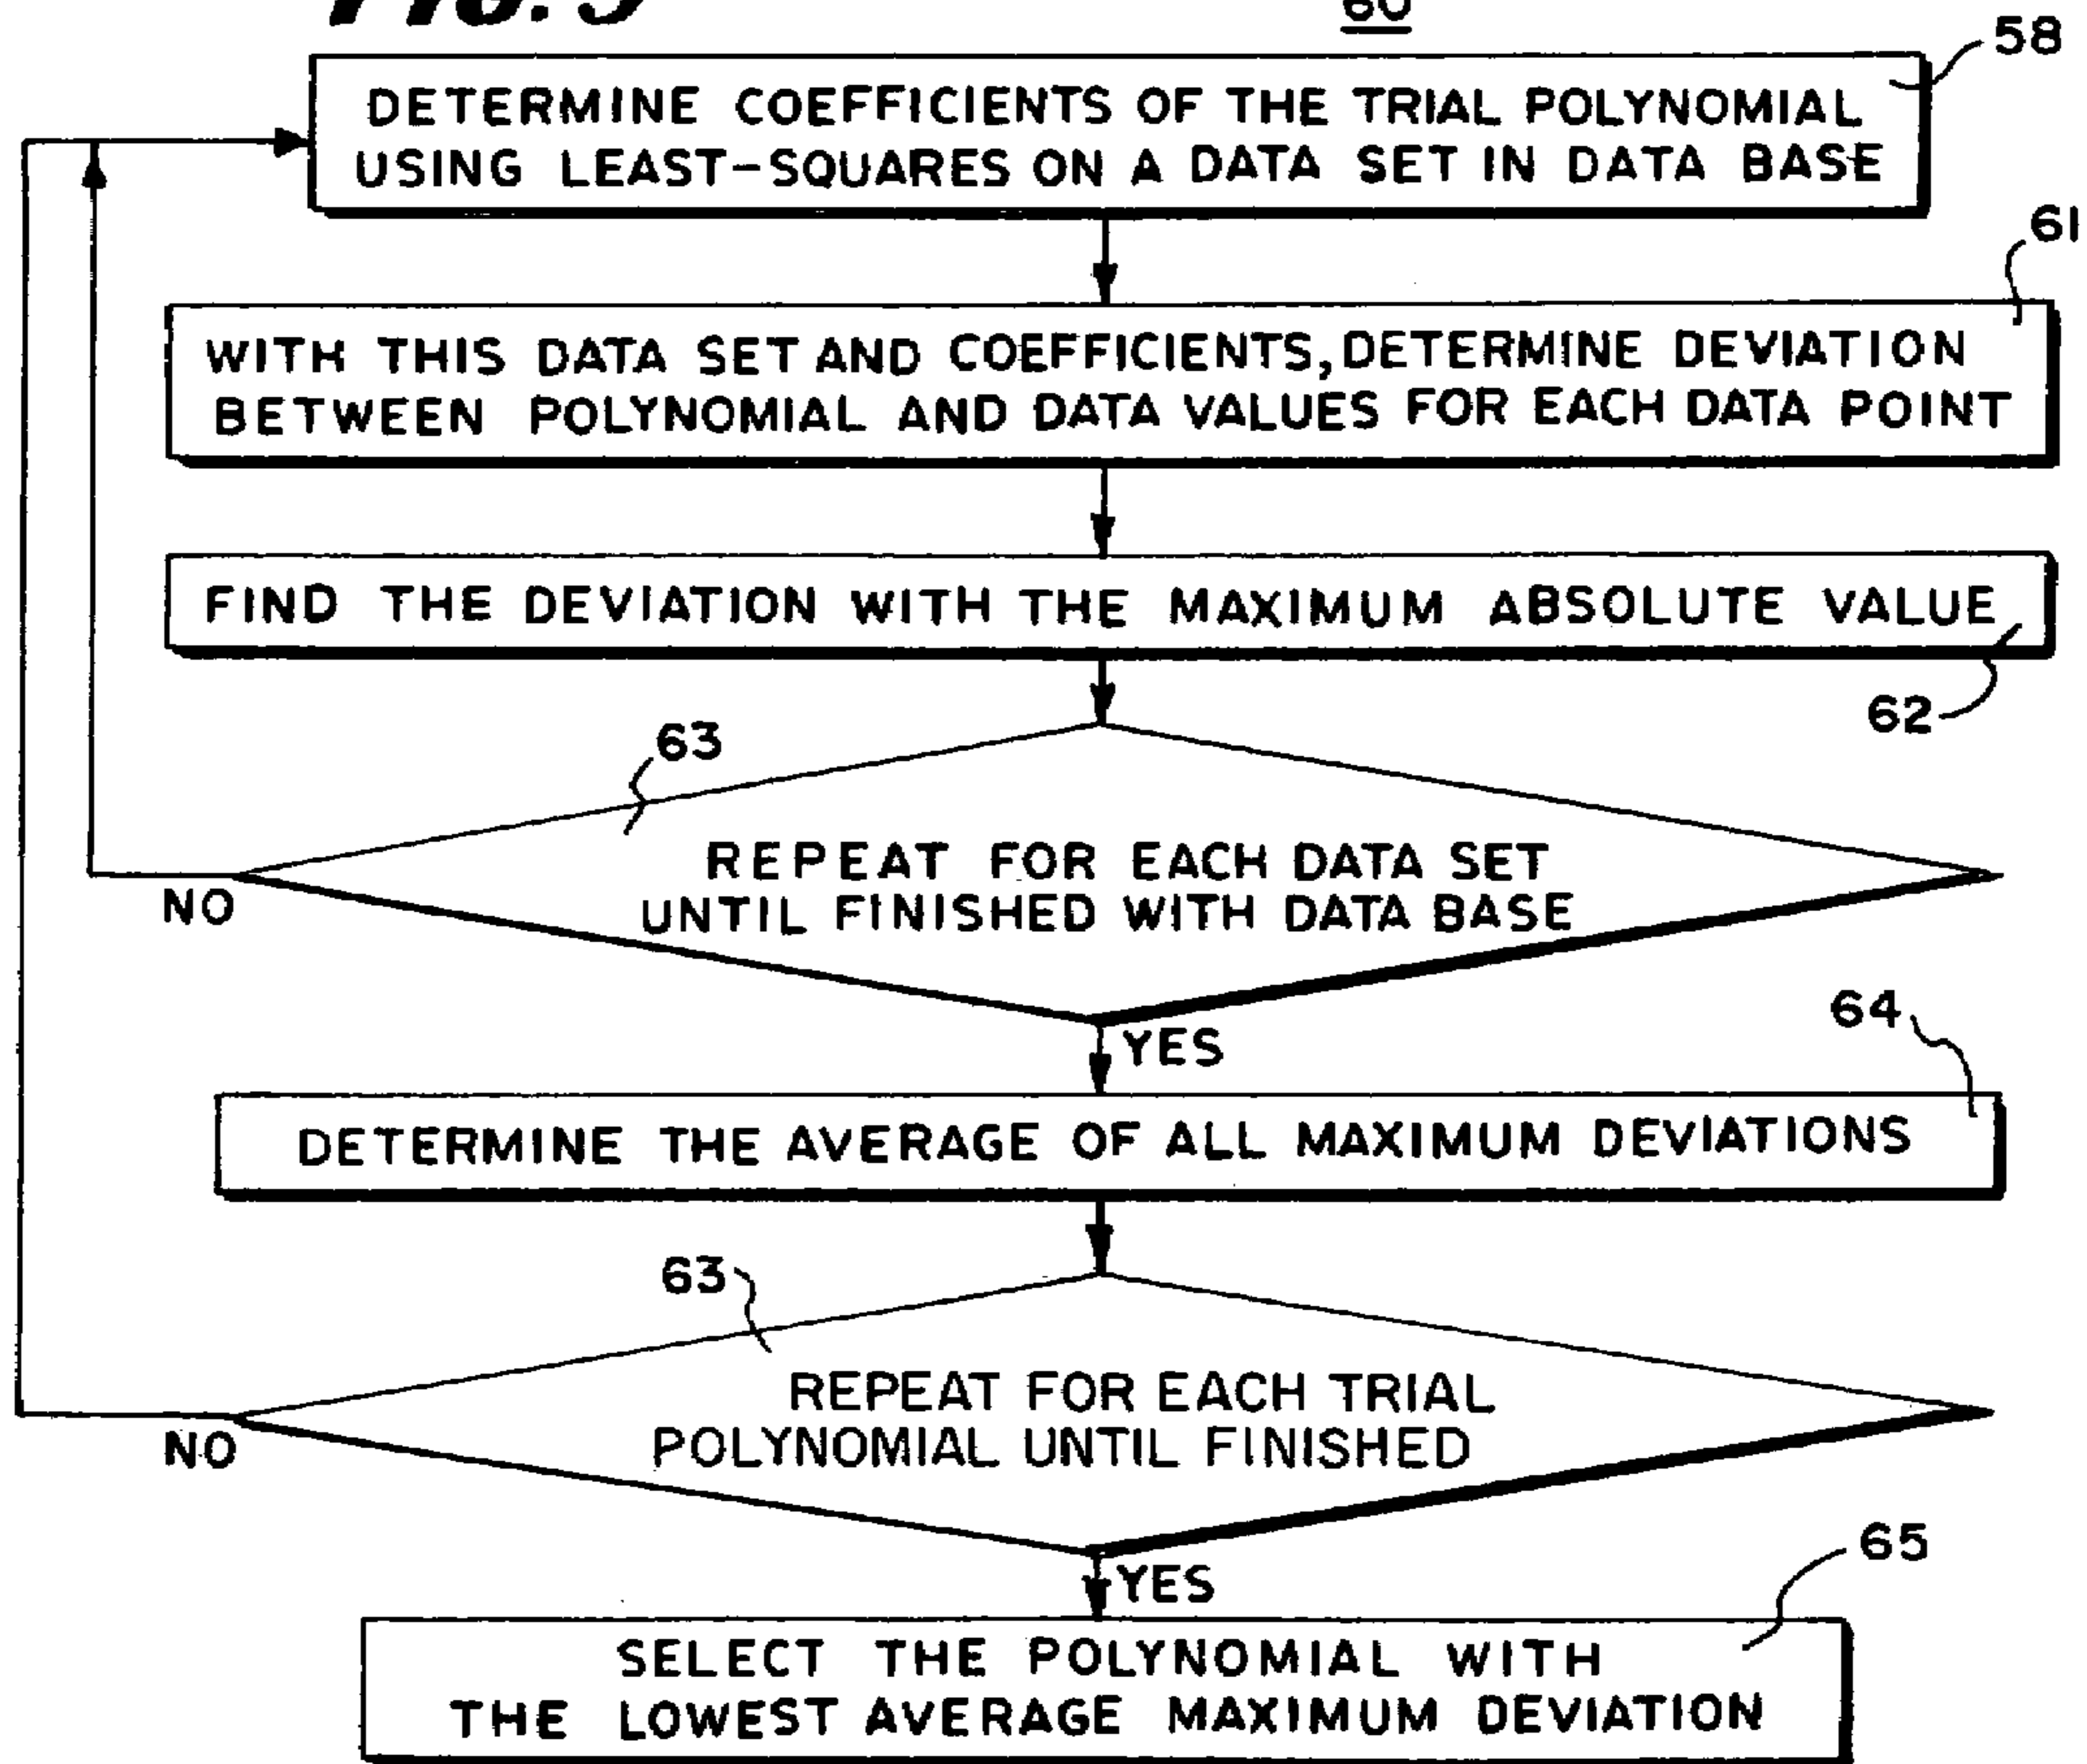 60
58
DETERMINE COEFFICIENTS OF THE TRIAL POLYNOMIAL
USING LEAST-SQUARES ON A DATA SET IN DATA BASE
61
WITH THIS DATA SET AND COEFFICIENTS, DETERMINE DEVIATION
BETWEEN POLYNOMIAL AND DATA VALUES FOR EACH DATA POINT
FIND THE DEVIATION WITH THE MAXIMUM ABSOLUTE VALUE
62
63
REPEAT FOR EACH DATA SET
UNTIL FINISHED WITH DATA BASE
NO
YES
64
DETERMINE THE AVERAGE OF ALL MAXIMUM DEVIATIONS
63
REPEAT FOR EACH TRIAL
POLYNOMIAL UNTIL FINISHED
NO
YES
65
SELECT THE POLYNOMIAL WITH
THE LOWEST AVERAGE MAXIMUM DEVIATION